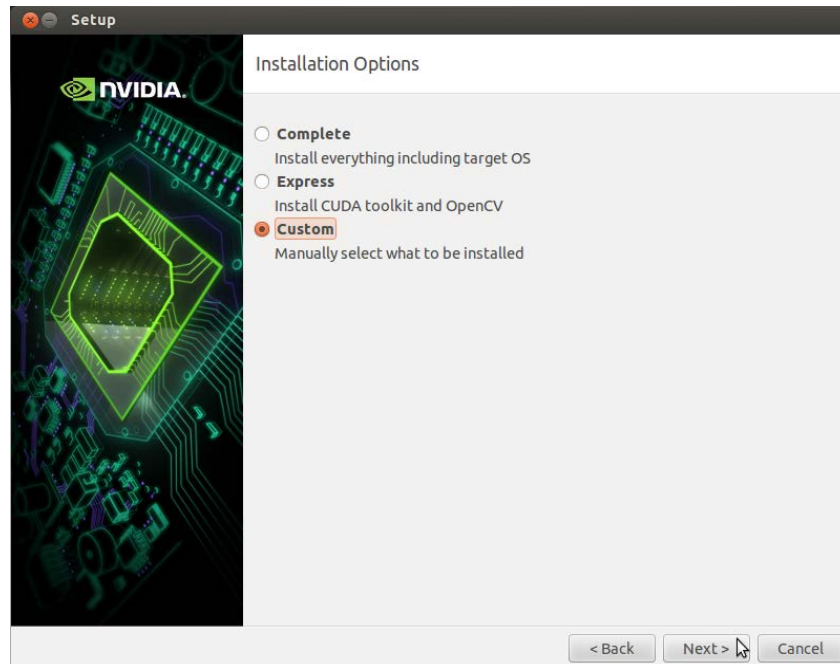 Setup
NVIDIA.
Installation Options
Complete
Install everything including target OS
Express
Install CUDA toolkit and OpenCV
Custom
Manually select what to be installed
< Back
Next >
Cancel